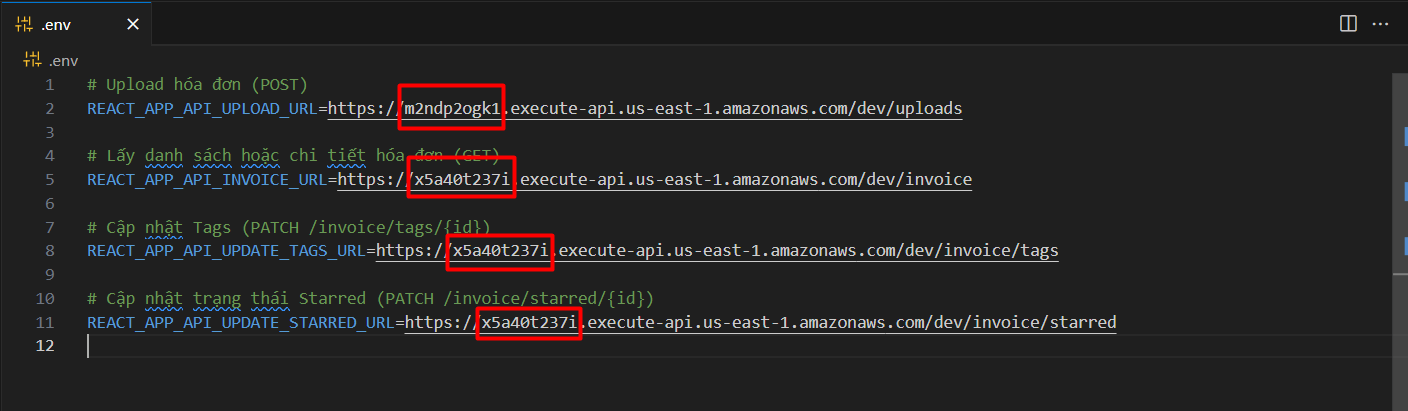 .env
.env
1 # Upload hóa đơn (POST)
2 REACT_APP_API_UPLOAD_URL=https://m2ndp2ogk1.execute-api.us-east-1.amazonaws.com/dev/uploads
3
4 # Lấy danh sách hoặc chi tiết hóa đơn (GET)
5 REACT_APP_API_INVOICE_URL=https://x5a40t237i.execute-api.us-east-1.amazonaws.com/dev/invoice
6
7 # Cập nhật Tags (PATCH /invoice/tags/{id})
8 REACT_APP_API_UPDATE_TAGS_URL=https://x5a40t237i.execute-api.us-east-1.amazonaws.com/dev/invoice/tags
9
10 # Cập nhật trạng thái Starred (PATCH /invoice/starred/{id})
11 REACT_APP_API_UPDATE_STARRED_URL=https://x5a40t237i.execute-api.us-east-1.amazonaws.com/dev/invoice/starred
12